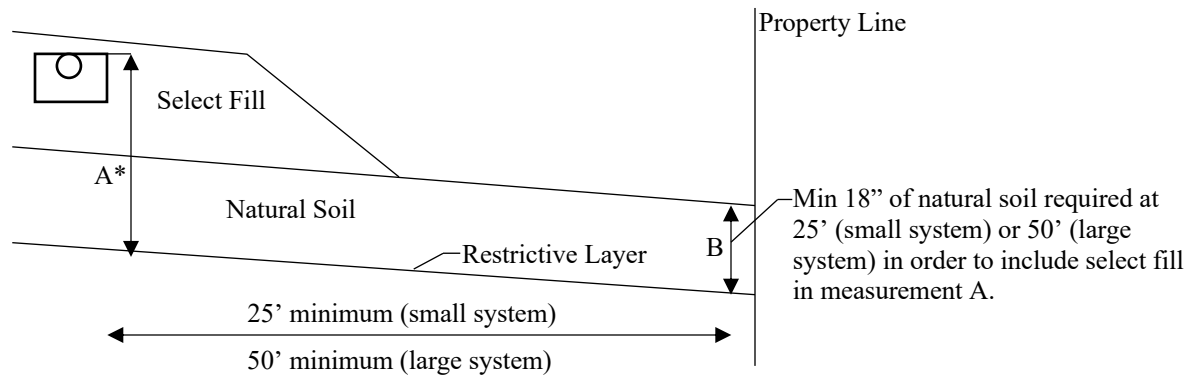 Property Line
Select Fill
A*
Natural Soil
Min 18” of natural soil required at
25’ (small system) or 50’ (large
system) in order to include select fill
in measurement A.
B
Restrictive Layer
25’ minimum (small system)
50’ minimum (large system)